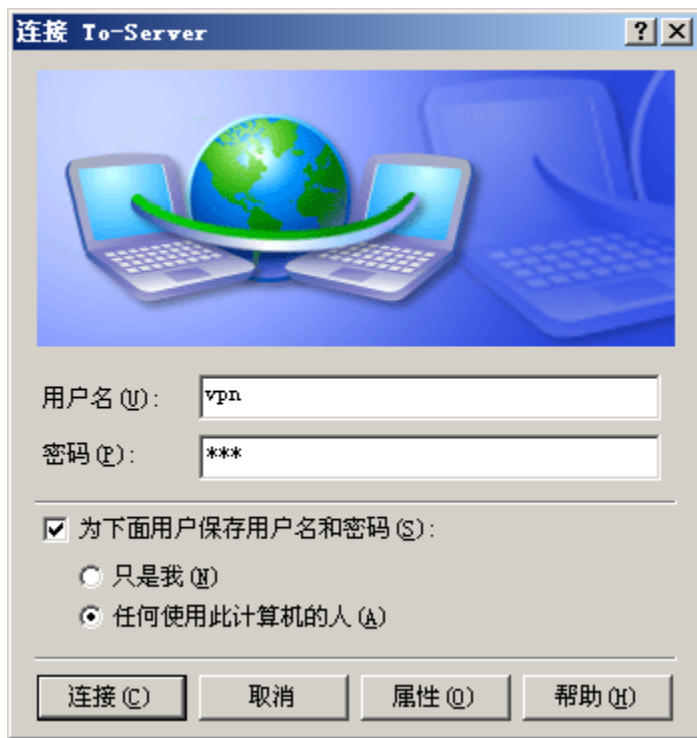 连接 To-Server
用户名(U): vpn
密码(P): ***
为下面用户保存用户名和密码(S):
只是我(N)
任何使用此计算机的人(A)
连接(C) 取消 属性(O) 帮助(H)